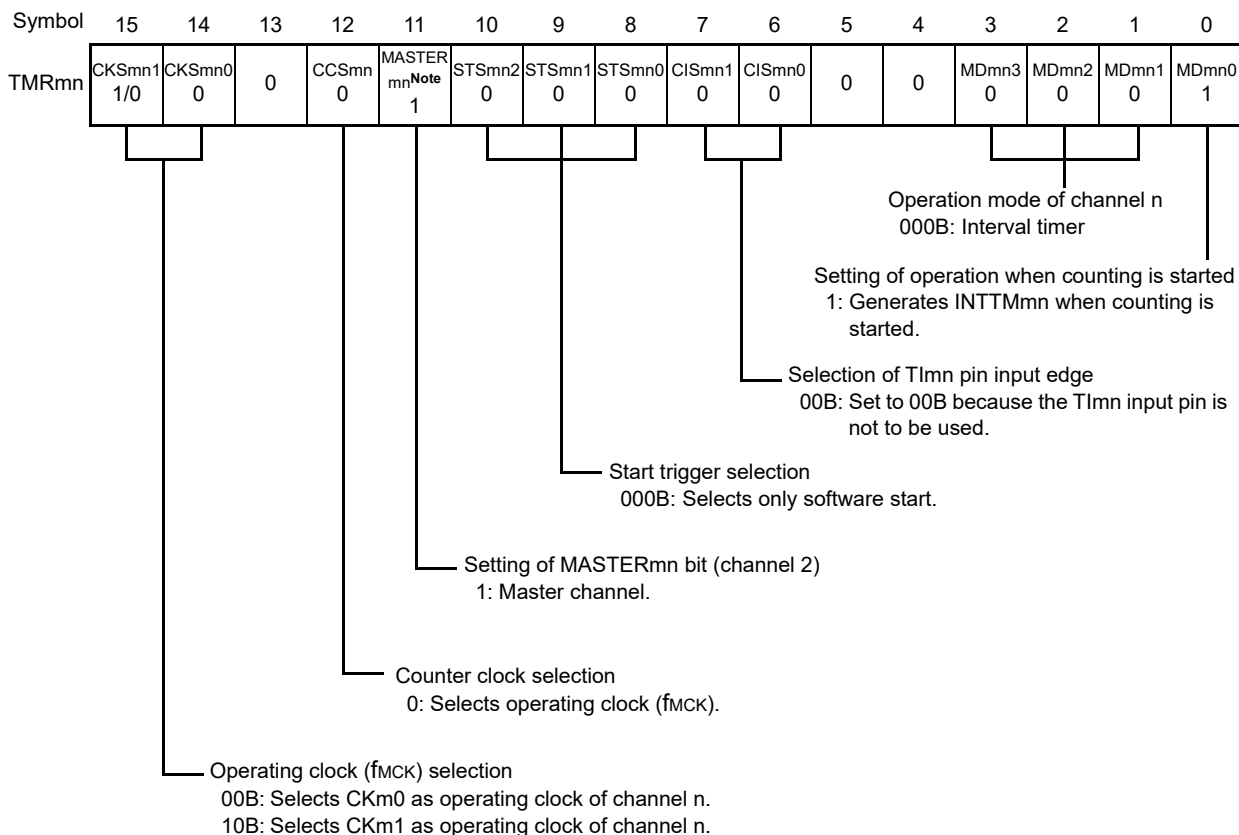 Symbol 15 14 13 12 11 10 9 8 7 6 5 4 3 2 1 0
TMRmn CKSmn1 1/0 CKSmn0 0 0 CCSmn 0 MASTER mnNote 1 STSmn2 0 STSmn1 0 STSmn0 0 CISmn1 0 CISmn0 0 0 0 MDmn3 0 MDmn2 0 MDmn1 0 MDmn0 1
Operation mode of channel n
000B: Interval timer
Setting of operation when counting is started
1: Generates INTTMmn when counting is
started.
Selection of TImn pin input edge
00B: Set to 00B because the TImn input pin is
not to be used.
Start trigger selection
000B: Selects only software start.
Setting of MASTERmn bit (channel 2)
1: Master channel.
Counter clock selection
0: Selects operating clock (fMCK).
Operating clock (fMCK) selection
00B: Selects CKm0 as operating clock of channel n.
10B: Selects CKm1 as operating clock of channel n.